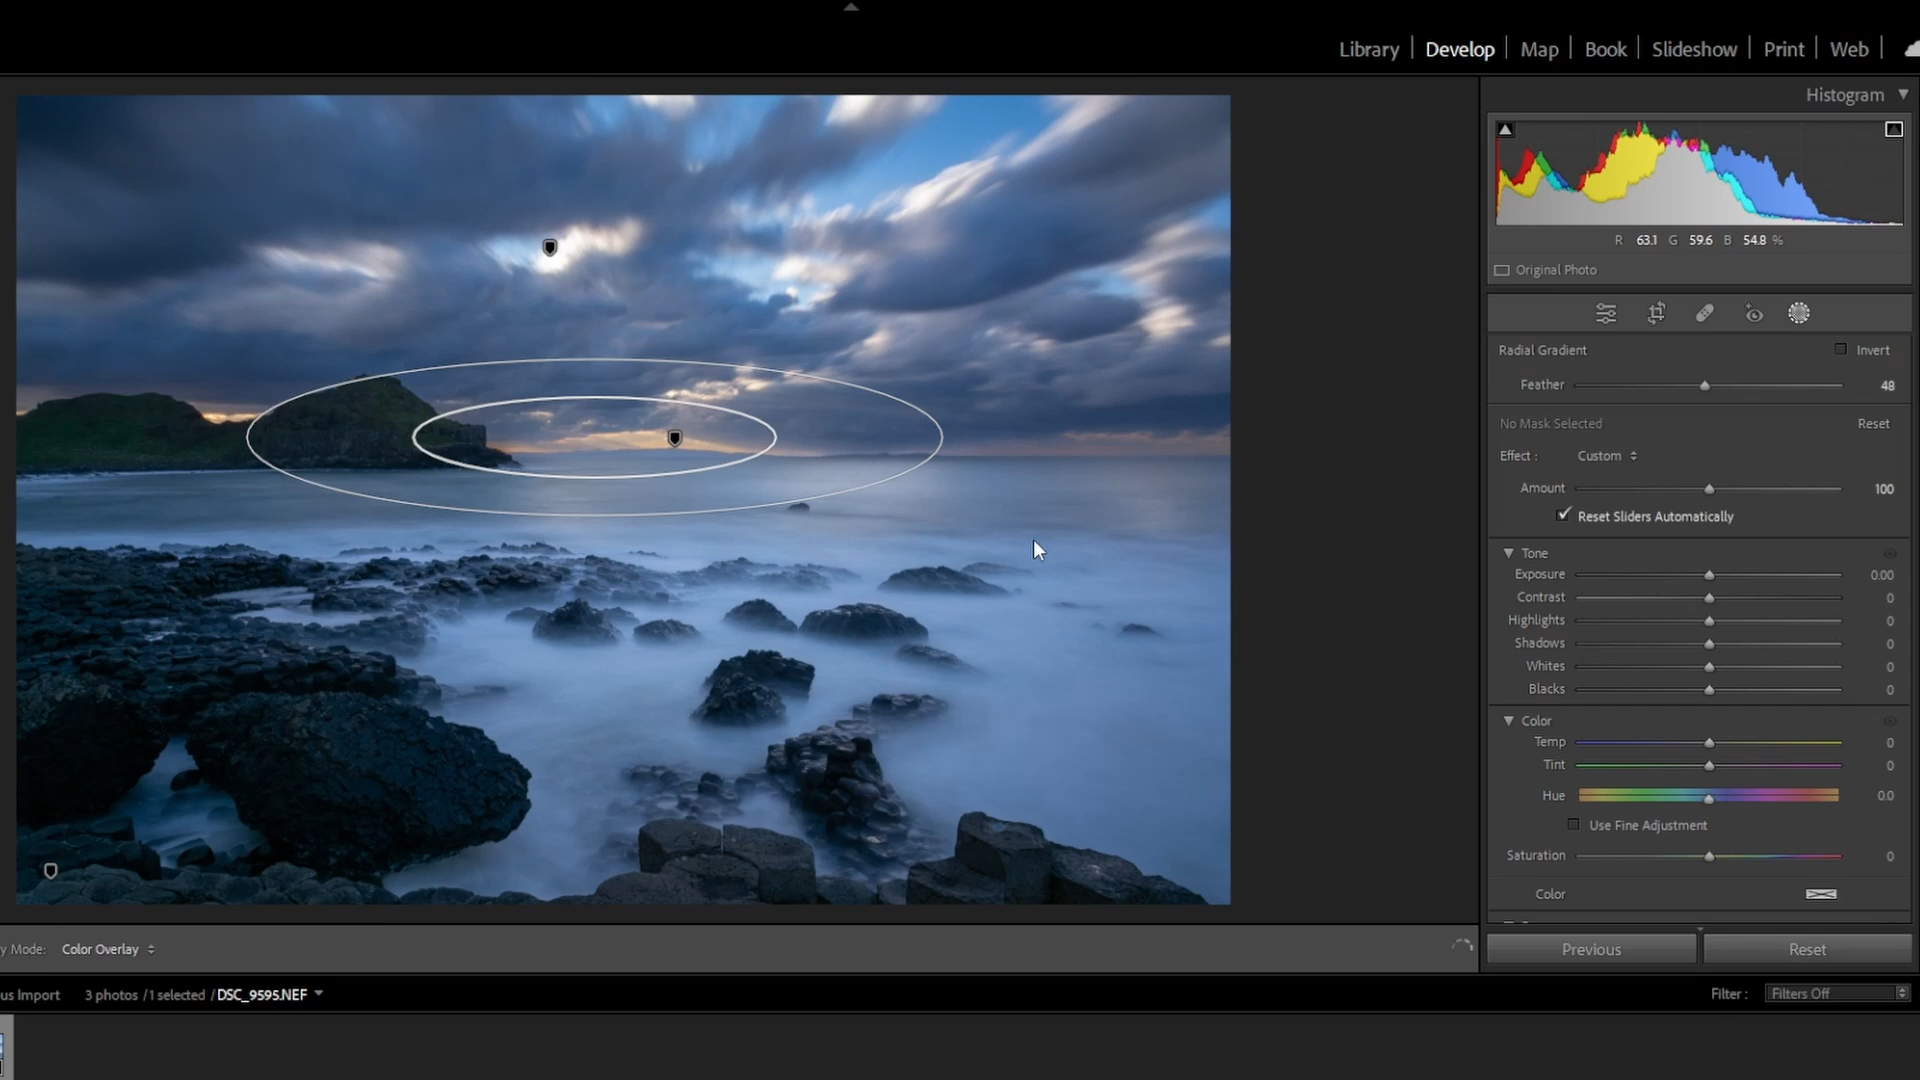 Library | Develop | Map | Book | Slideshow | Print | Web |
Histogram
R 63.1 G 59.6 B 54.8 %
Original Photo
Radial Gradient Invert
Feather 48
No Mask Selected Reset
Effect : Custom
Amount 100
Reset Sliders Automatically
Tone
Exposure 0.00
Contrast 0
Highlights 0
Shadows 0
Whites 0
Blacks 0
Color
Temp 0
Tint 0
Hue 0.0
Use Fine Adjustment
Saturation 0
Color
y Mode: Color Overlay
Previous Reset
us Import 3 photos / 1 selected / DSC_9595.NEF
Filter : Filters Off